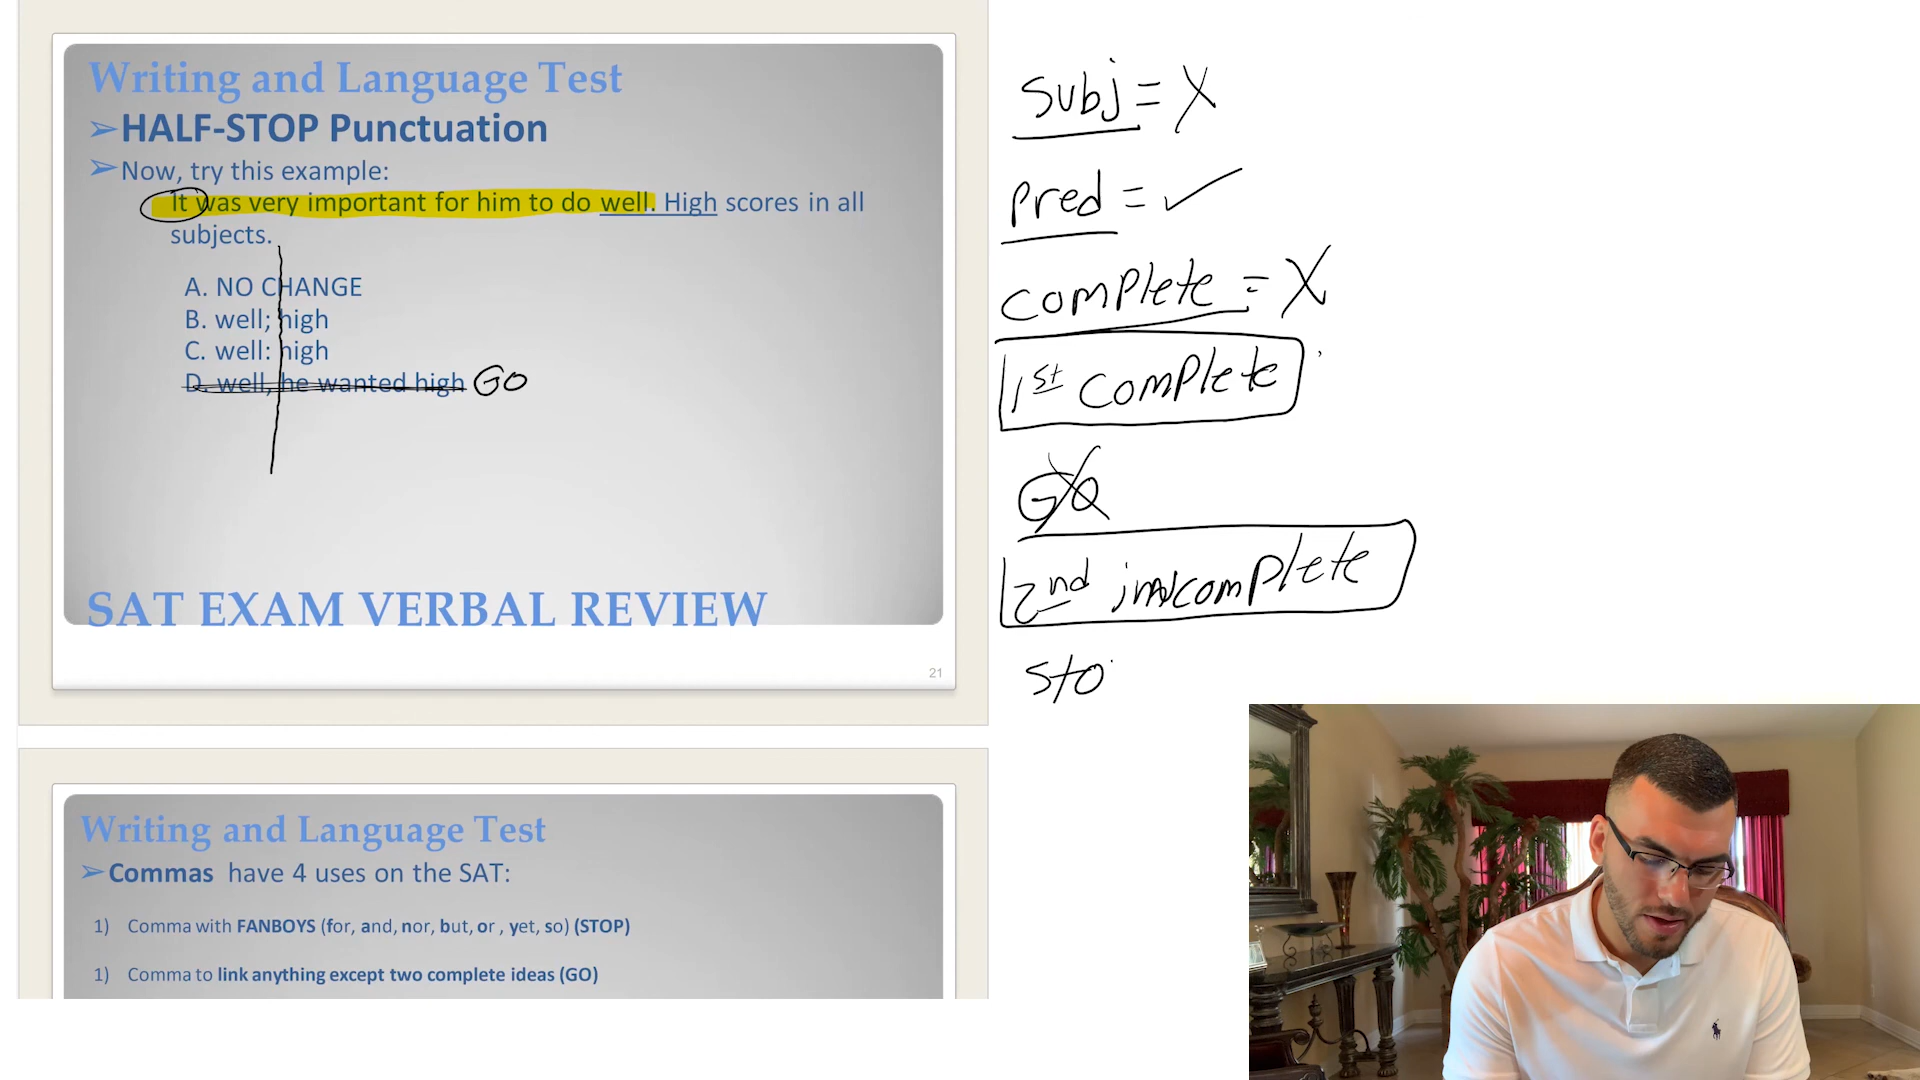 Writing and Language Test
➢HALF-STOP Punctuation
➢Now, try this example:
It was very important for him to do well. High scores in all
subjects.
A. NO CHANGE
B. well; high
C. well: high
D. well, he wanted high GO
SAT EXAM VERBAL REVIEW
21
Subj = X
Pred = ✓
Complete = X
1st Complete
GO
2nd incomplete
Sto
Writing and Language Test
➢Commas have 4 uses on the SAT:
1) Comma with FANBOYS (for, and, nor, but, or , yet, so) (STOP)
1) Comma to link anything except two complete ideas (GO)